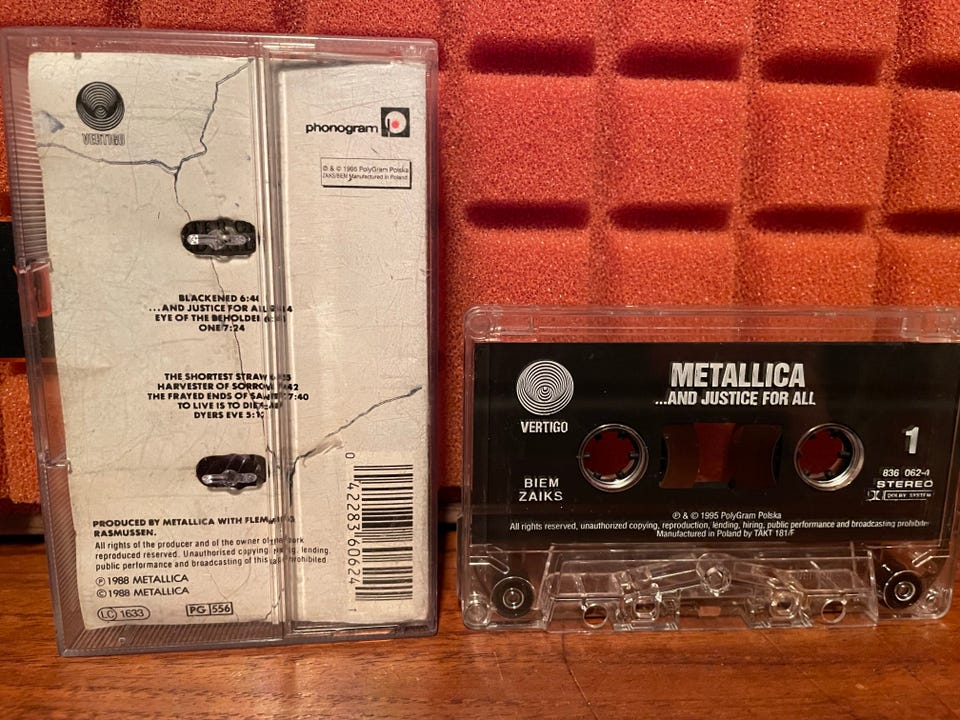 VERTIGO
phonogram
℗ & © 1995 PolyGram Polska
ZAIKS/BIEM Manufactured in Poland
BLACKENED 6:44
...AND JUSTICE FOR ALL
EYE OF THE BEHOLDER
ONE 7:24
THE SHORTEST STRAW
HARVESTER OF SORROW
THE FRAYED ENDS OF 7:40
TO LIVE IS TO DIE
DYERS EVE
PRODUCED BY METALLICA WITH
RASMUSSEN.
All rights of the producer and of the owner of the work
reproduced reserved. Unauthorised copying, hiring, lending,
public performance and broadcasting of this prohibited
℗ 1988 METALLICA
© 1988 METALLICA
LC 1633
PG 556
0 42283 60624 1
VERTIGO
METALLICA
...AND JUSTICE FOR ALL
1
836 062-4
STEREO
DOLBY SYSTEM
BIEM
ZAIKS
℗ & © 1995 PolyGram Polska
All rights reserved, unauthorized copying, reproduction, lending, hiring, public performance and broadcasting
Manufactured in Poland by TAKT 181/F